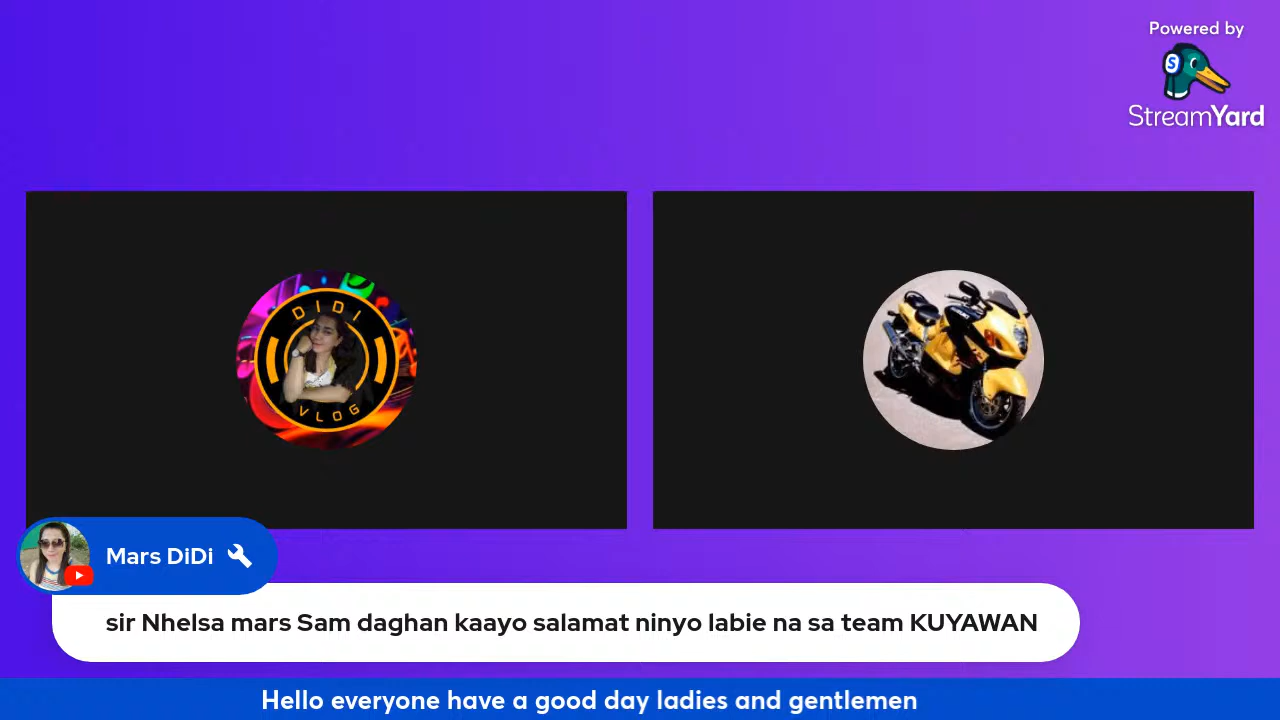 Powered by
StreamYard
DIDI
VLOG
Mars DiDi
sir Nhelsa mars Sam daghan kaayo salamat ninyo labie na sa team KUYAWAN
Hello everyone have a good day ladies and gentlemen